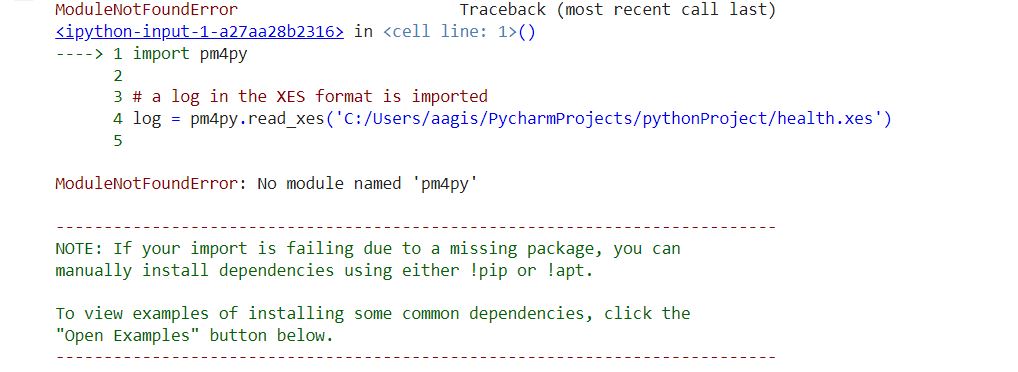 ModuleNotFoundError                       Traceback (most recent call last)
<ipython-input-1-a27aa28b2316> in <cell line: 1>()
----> 1 import pm4py
      2
      3 # a log in the XES format is imported
      4 log = pm4py.read_xes('C:/Users/aagis/PycharmProjects/pythonProject/health.xes')
      5
ModuleNotFoundError: No module named 'pm4py'
---------------------------------------------------------------------------
NOTE: If your import is failing due to a missing package, you can
manually install dependencies using either !pip or !apt.
To view examples of installing some common dependencies, click the
"Open Examples" button below.
---------------------------------------------------------------------------